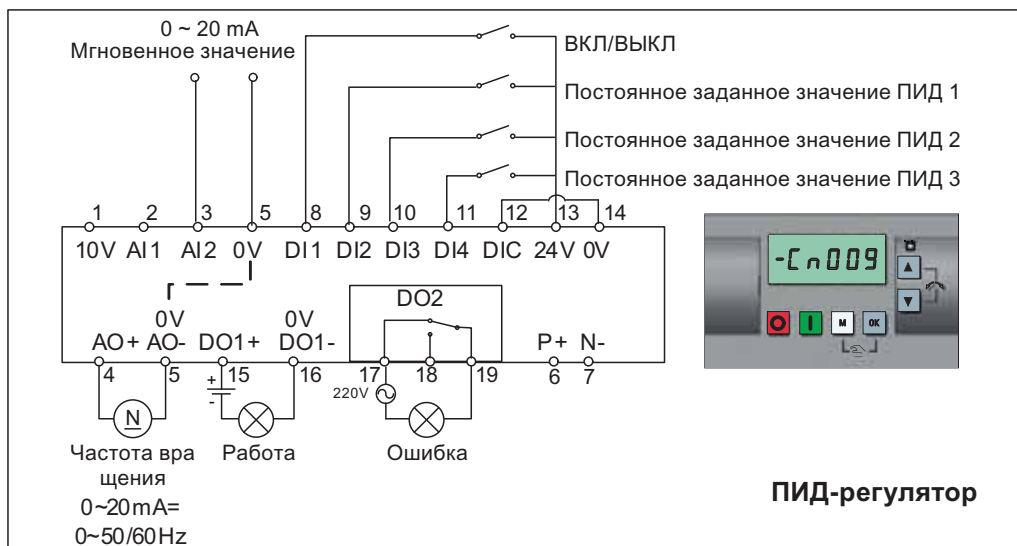 0 ~ 20 mA
Мгновенное значение
ВКЛ/ВЫКЛ
Постоянное заданное значение ПИД 1
Постоянное заданное значение ПИД 2
Постоянное заданное значение ПИД 3
1 2 3 5 8 9 10 11 12 13 14
10V AI1 AI2 0V DI1 DI2 DI3 DI4 DIC 24V 0V
-Cn009
M OK
DO2
0V 0V
AO+ AO- DO1+ DO1- P+ N-
4 5 15 16 17 18 19 6 7
+
-
220V
N
Частота вра
щения
Работа
Ошибка
0~20mA=
0~50/60Hz
ПИД-регулятор